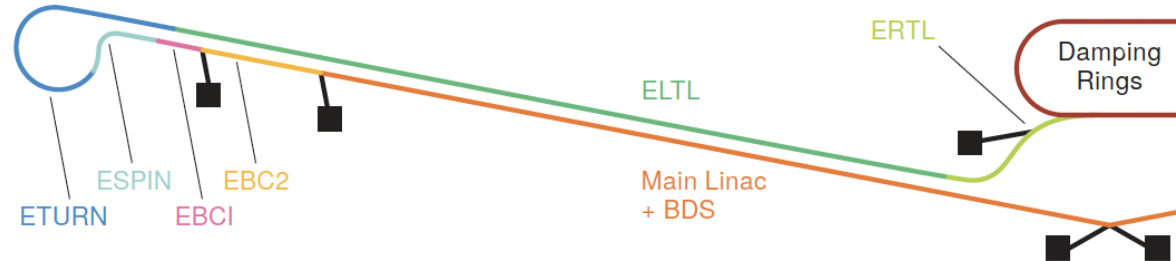 ERTL
Damping
Rings
ELTL
ESPIN
EBC2
Main Linac
+ BDS
ETURN
EBCI